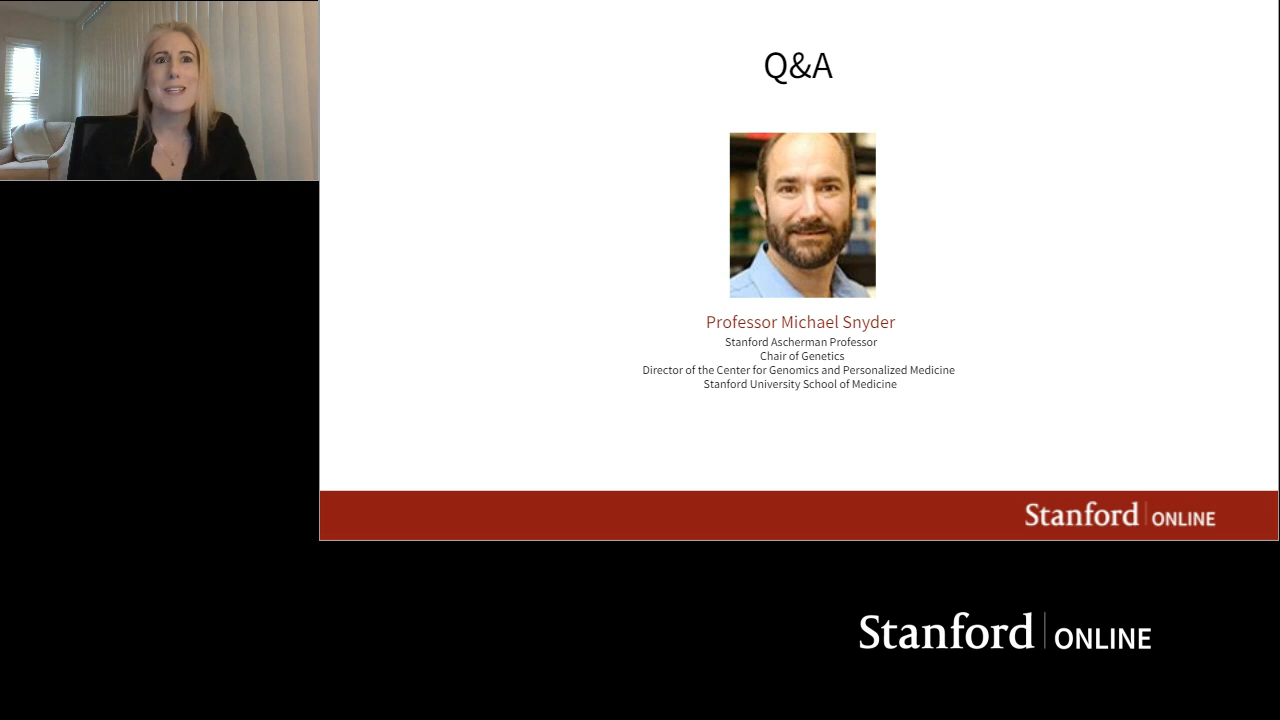 Q&A
Professor Michael Snyder
Stanford Ascherman Professor
Chair of Genetics
Director of the Center for Genomics and Personalized Medicine
Stanford University School of Medicine
Stanford ONLINE
Stanford ONLINE